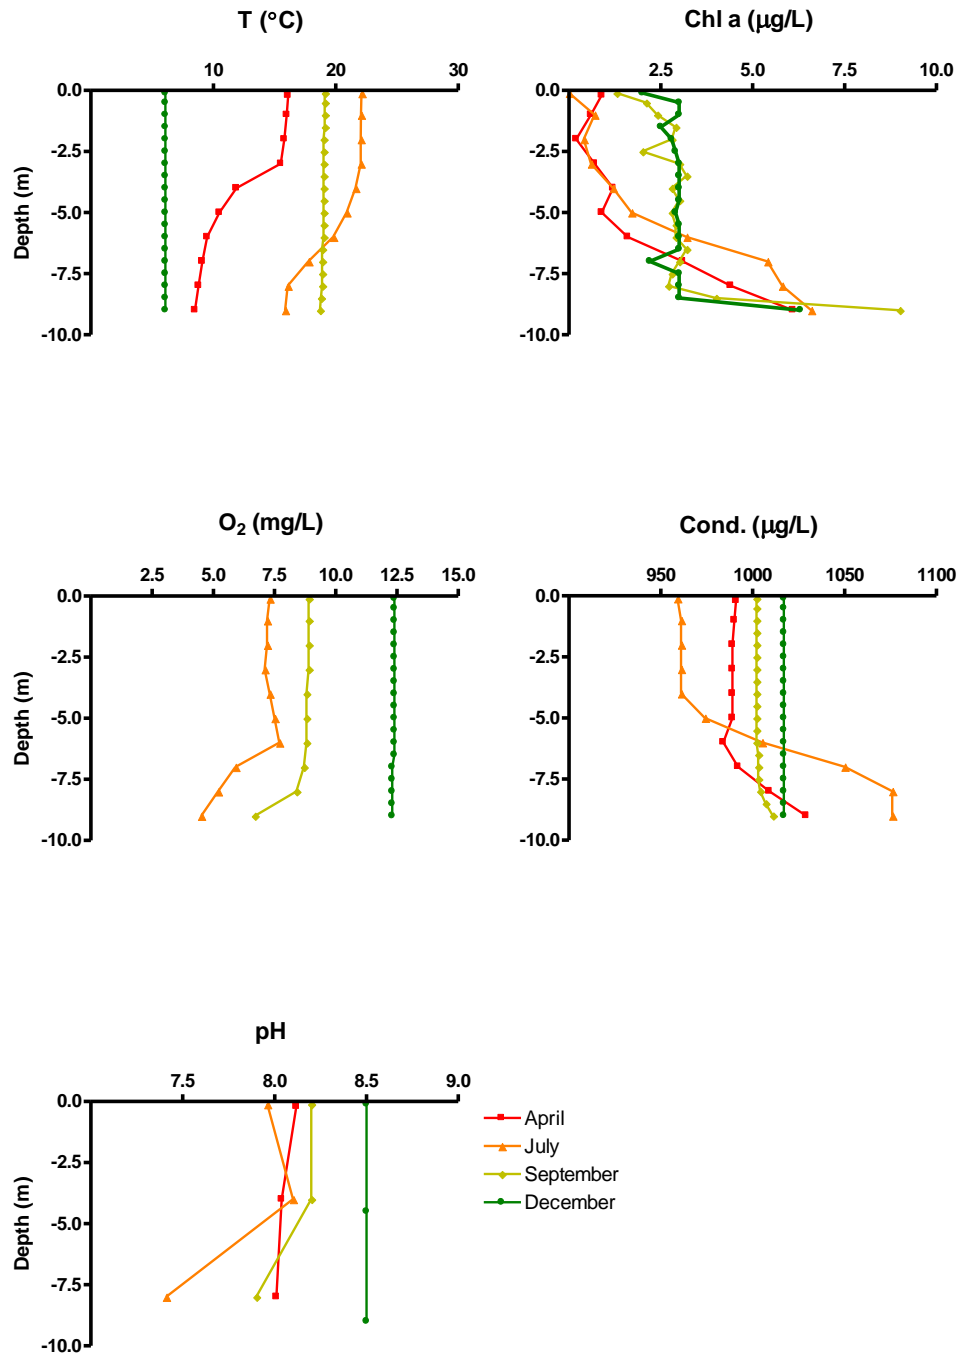 T (°C)
10 20 30
0.0
-2.5
-5.0
-7.5
-10.0
Depth (m)
Chl a (μg/L)
2.5 5.0 7.5 10.0
0.0
-2.5
-5.0
-7.5
-10.0
O2 (mg/L)
2.5 5.0 7.5 10.0 12.5 15.0
0.0
-2.5
-5.0
-7.5
-10.0
Depth (m)
Cond. (μg/L)
950 1000 1050 1100
0.0
-2.5
-5.0
-7.5
-10.0
Depth (m)
pH
7.5 8.0 8.5 9.0
0.0
-2.5
-5.0
-7.5
-10.0
Depth (m)
April
July
September
December